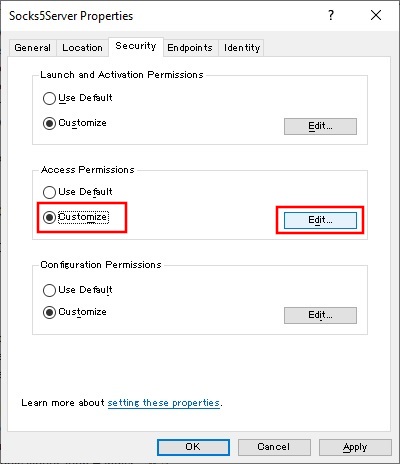 Socks5Server Properties
?
General Location Security Endpoints Identity
Launch and Activation Permissions
Use Default
Customize
Edit...
Access Permissions
Use Default
Customize
Edit...
Configuration Permissions
Use Default
Customize
Edit...
Learn more about setting these properties.
OK Cancel Apply